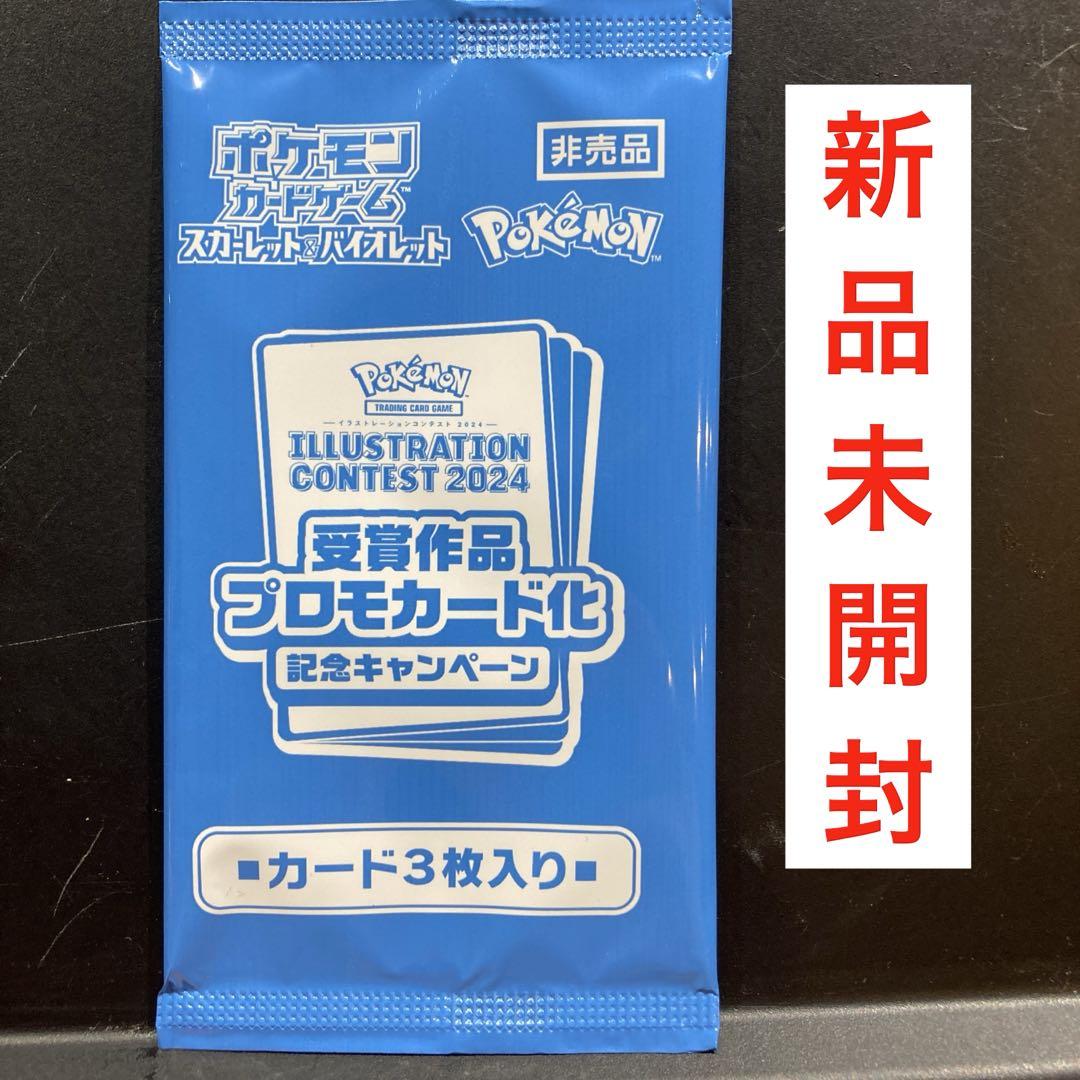 ポケモン
カードゲーム™
スカーレット&バイオレット
非売品
POKéMON™
POKéMON
TRADING CARD GAME
イラストレーションコンテスト 2024
ILLUSTRATION
CONTEST 2024
受賞作品
プロモカード化
記念キャンペーン
■カード3枚入り■
新品未開封